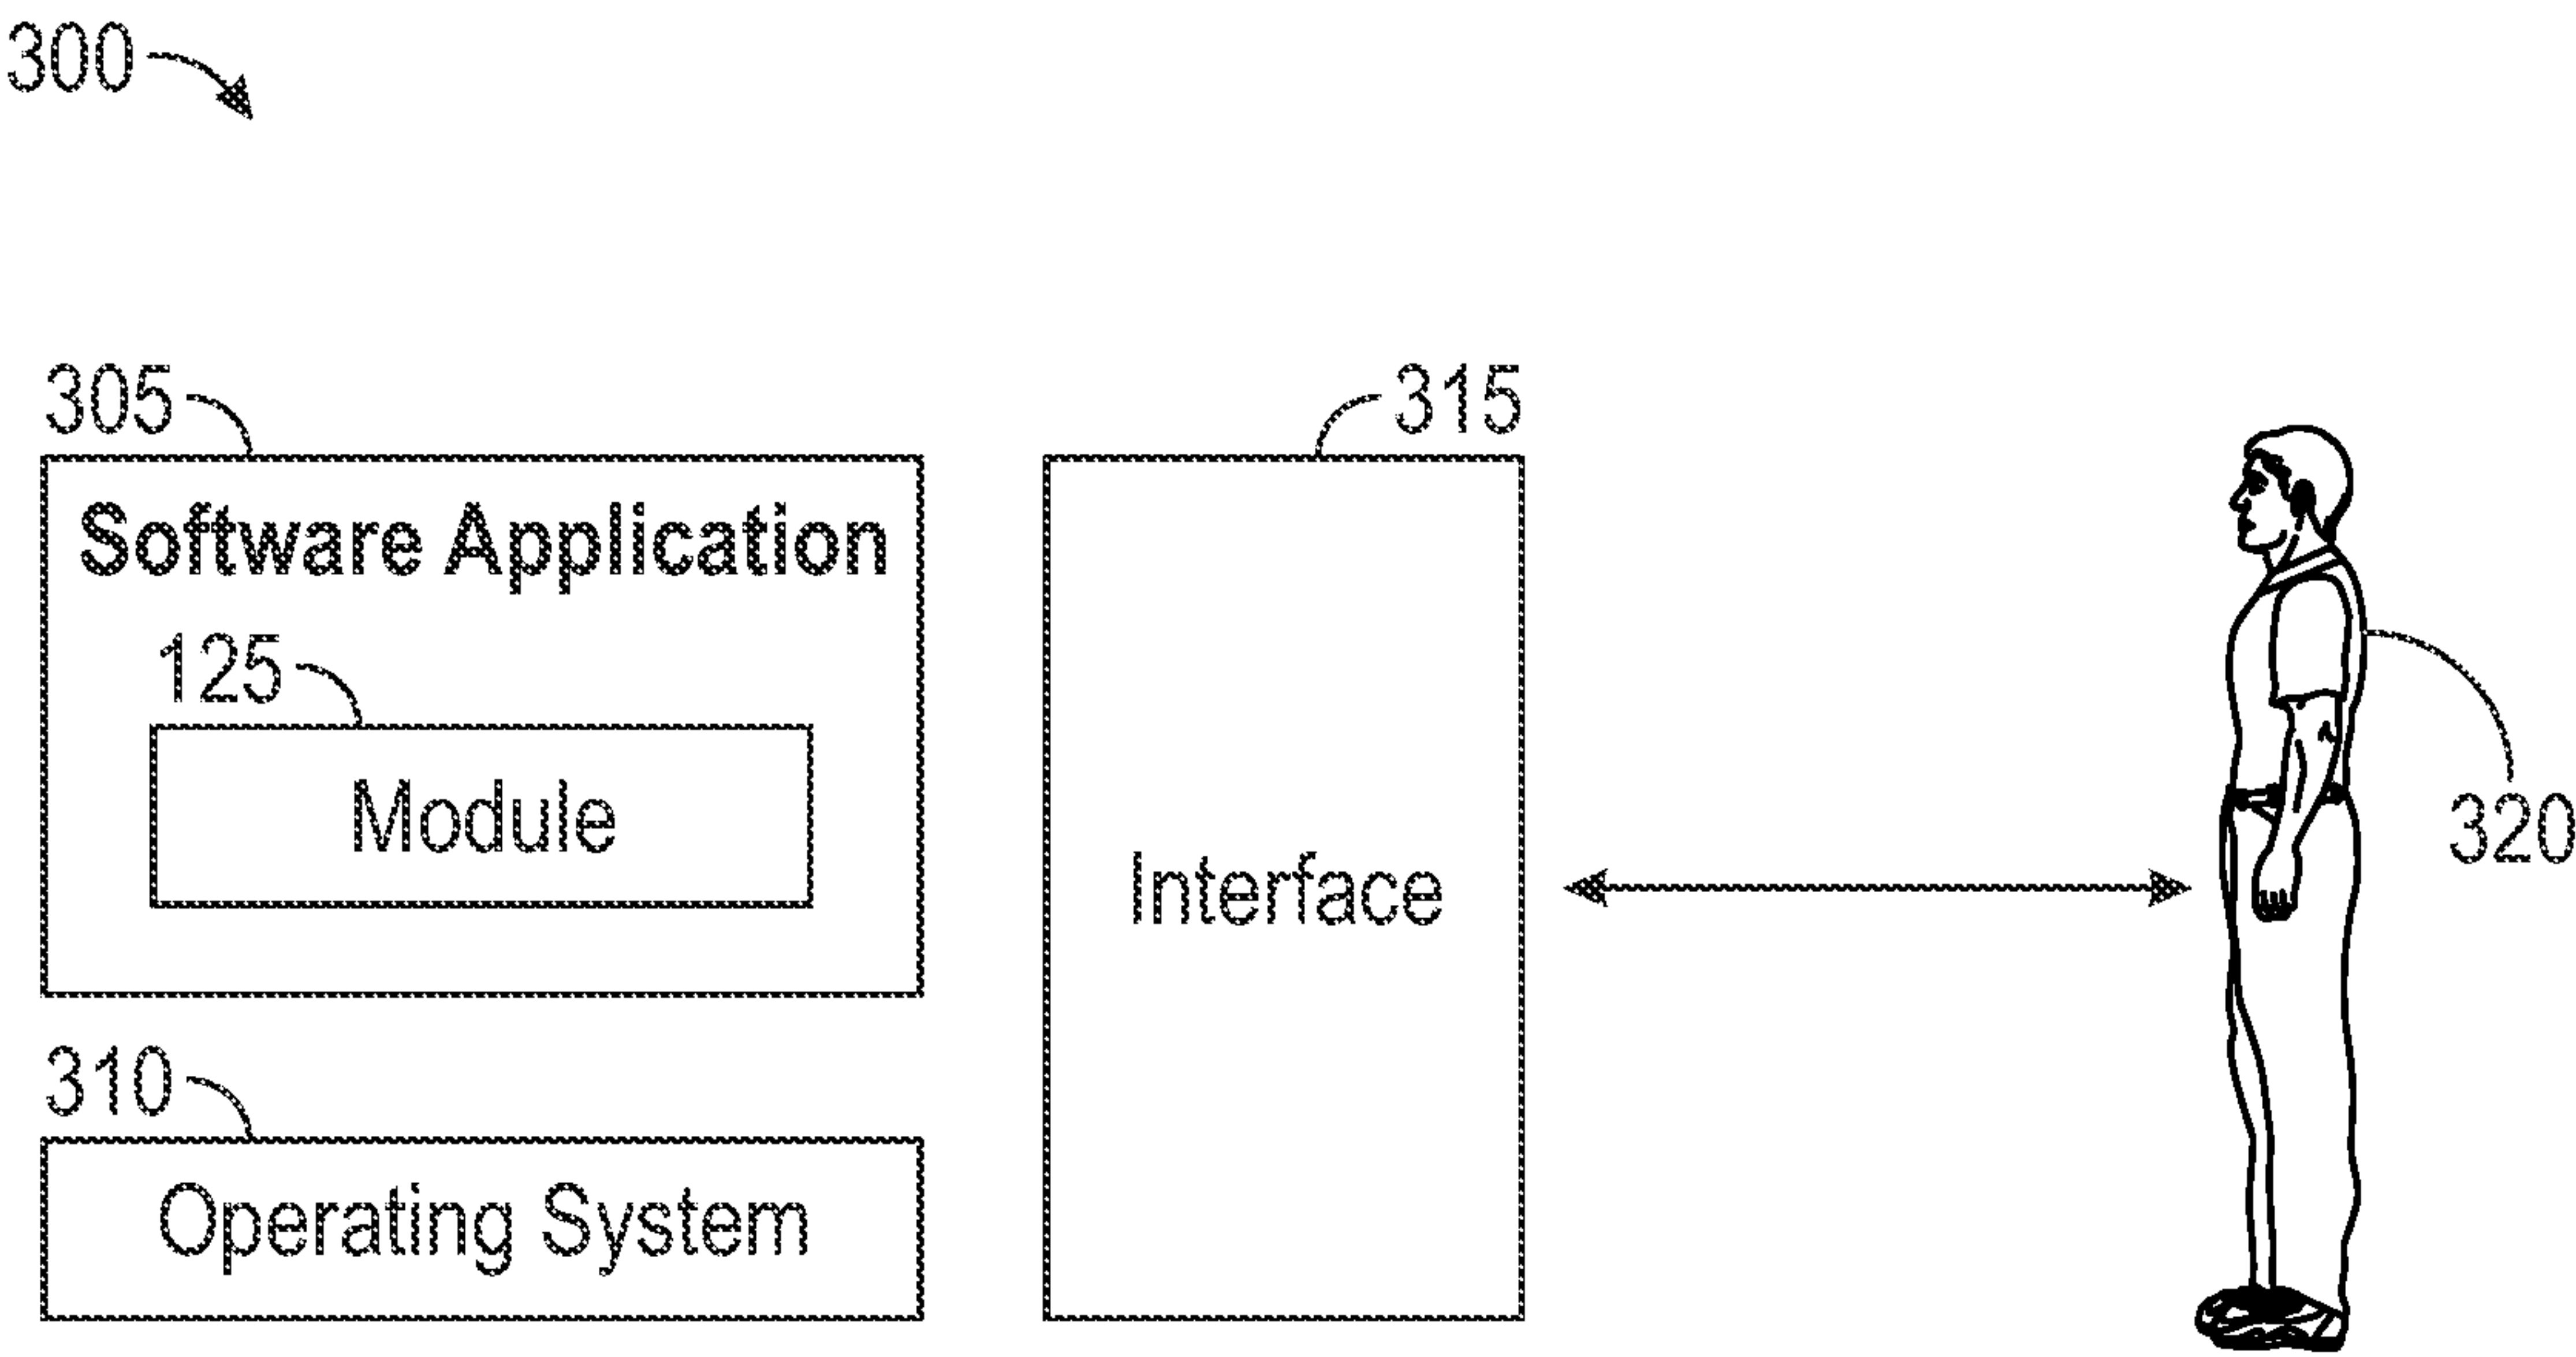 300
305
315
Software Application
125
Module
320
Interface
310
Operating System